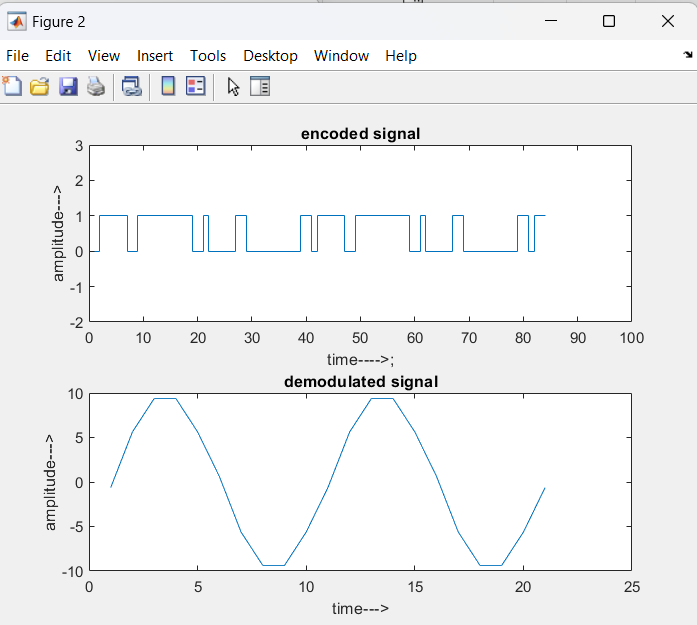 Figure 2
File Edit View Insert Tools Desktop Window Help
encoded signal
3
2
1
0
-1
-2
amplitude--->
0 10 20 30 40 50 60 70 80 90 100
time---->;
demodulated signal
10
5
0
-5
-10
amplitude--->
0 5 10 15 20 25
time--->